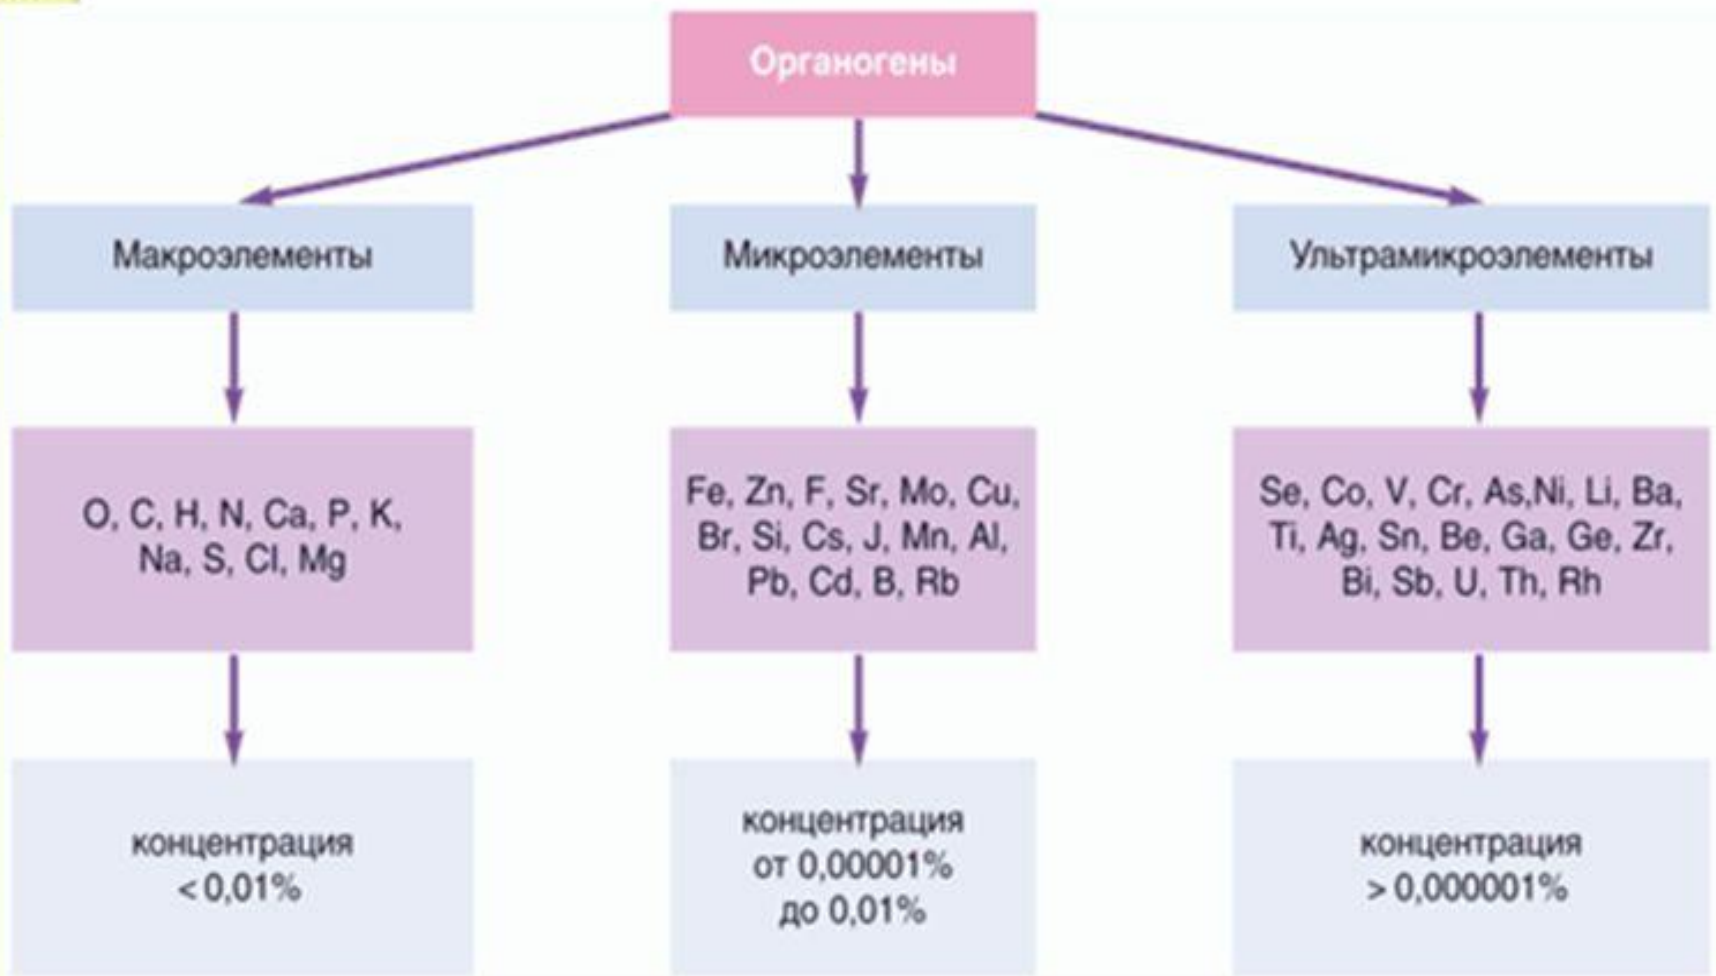 Органогены
Макроэлементы
Микроэлементы
Ультрамикроэлементы
O, C, H, N, Ca, P, K,
Na, S, Cl, Mg
Fe, Zn, F, Sr, Mo, Cu,
Br, Si, Cs, J, Mn, Al,
Pb, Cd, B, Rb
Se, Co, V, Cr, As,Ni, Li, Ba,
Ti, Ag, Sn, Be, Ga, Ge, Zr,
Bi, Sb, U, Th, Rh
концентрация
< 0,01%
концентрация
от 0,00001%
до 0,01%
концентрация
> 0,000001%